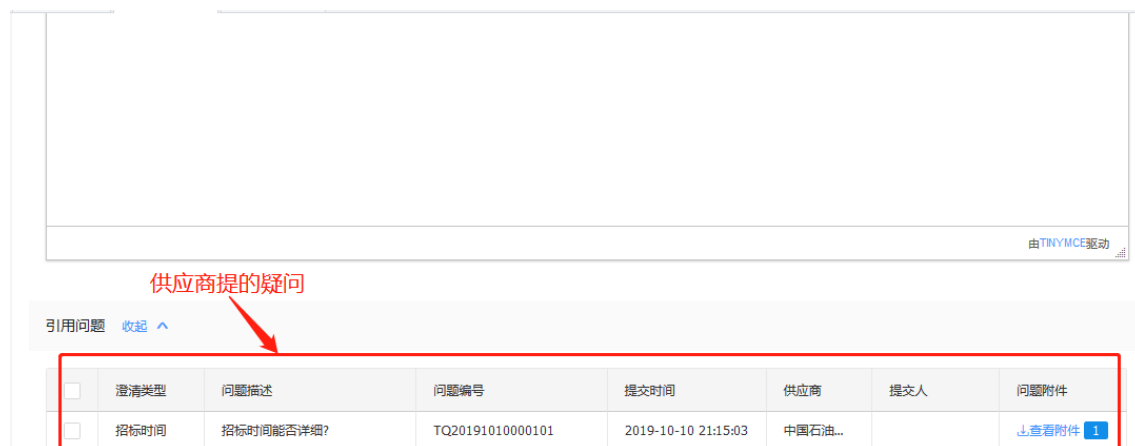 由TINYMCE驱动
供应商提的疑问
引用问题 收起
澄清类型 问题描述 问题编号 提交时间 供应商 提交人 问题附件
招标时间 招标时间能否详细? TQ20191010000101 2019-10-10 21:15:03 中国石油... 查看附件 1